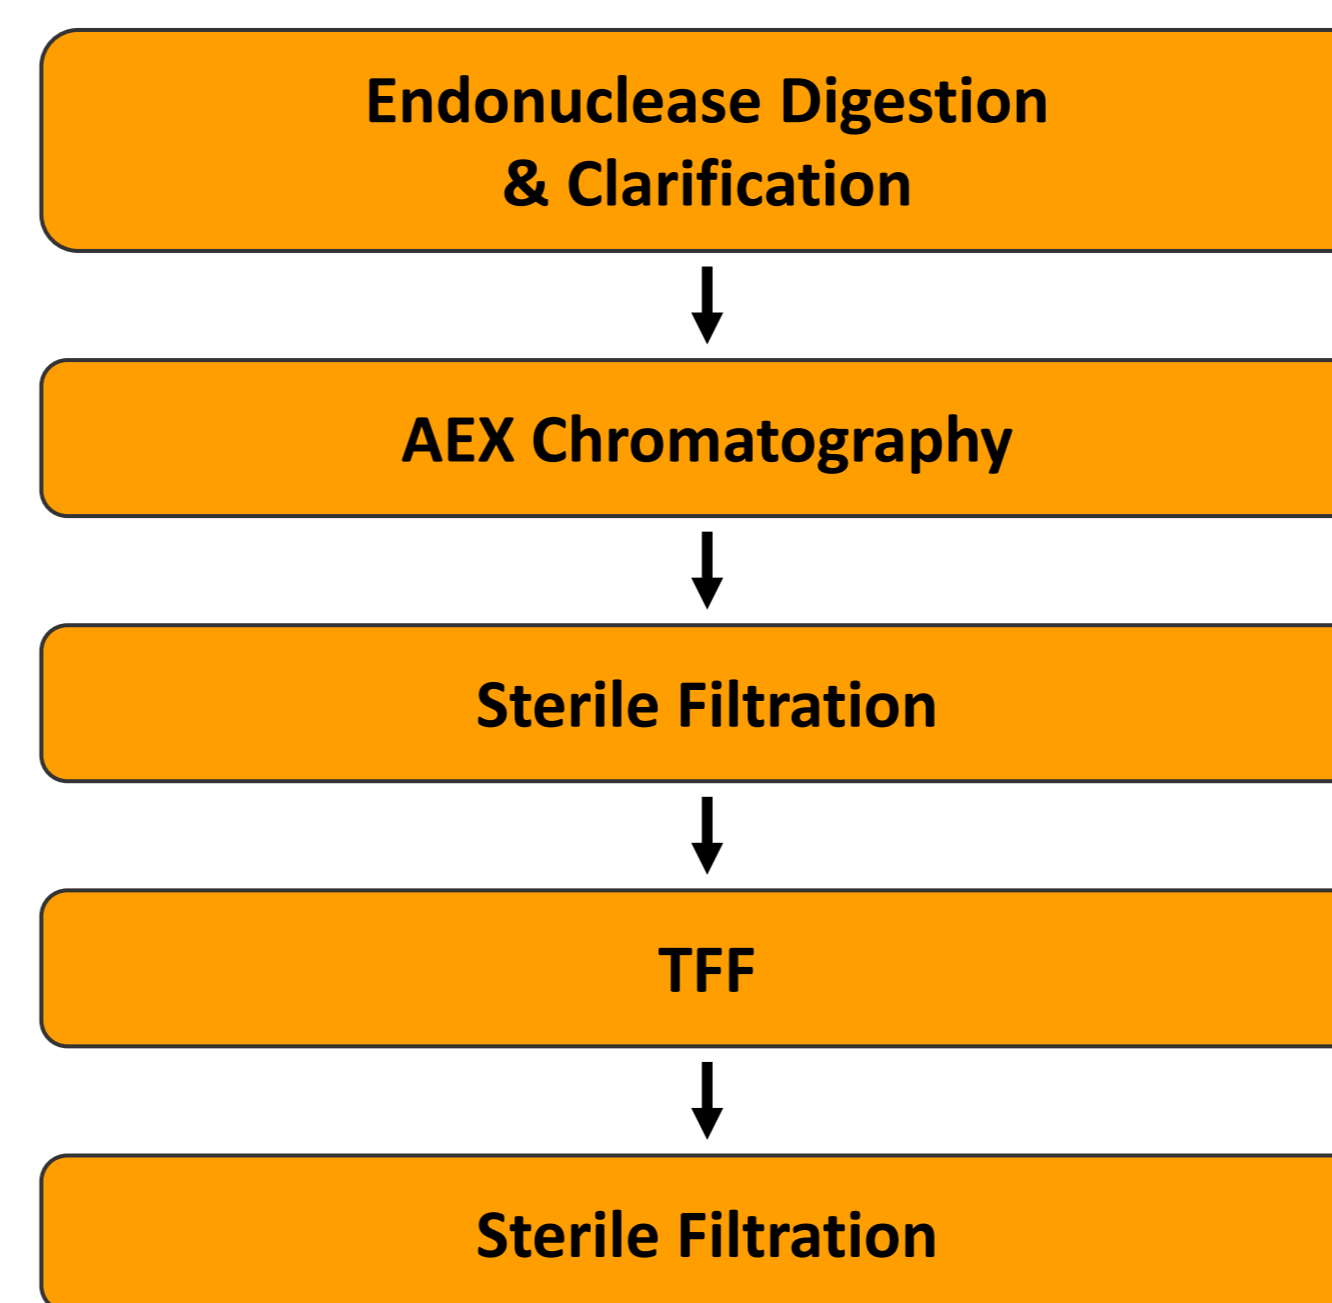 Endonuclease Digestion
& Clarification
AEX Chromatography
Sterile Filtration
TFF
Sterile Filtration